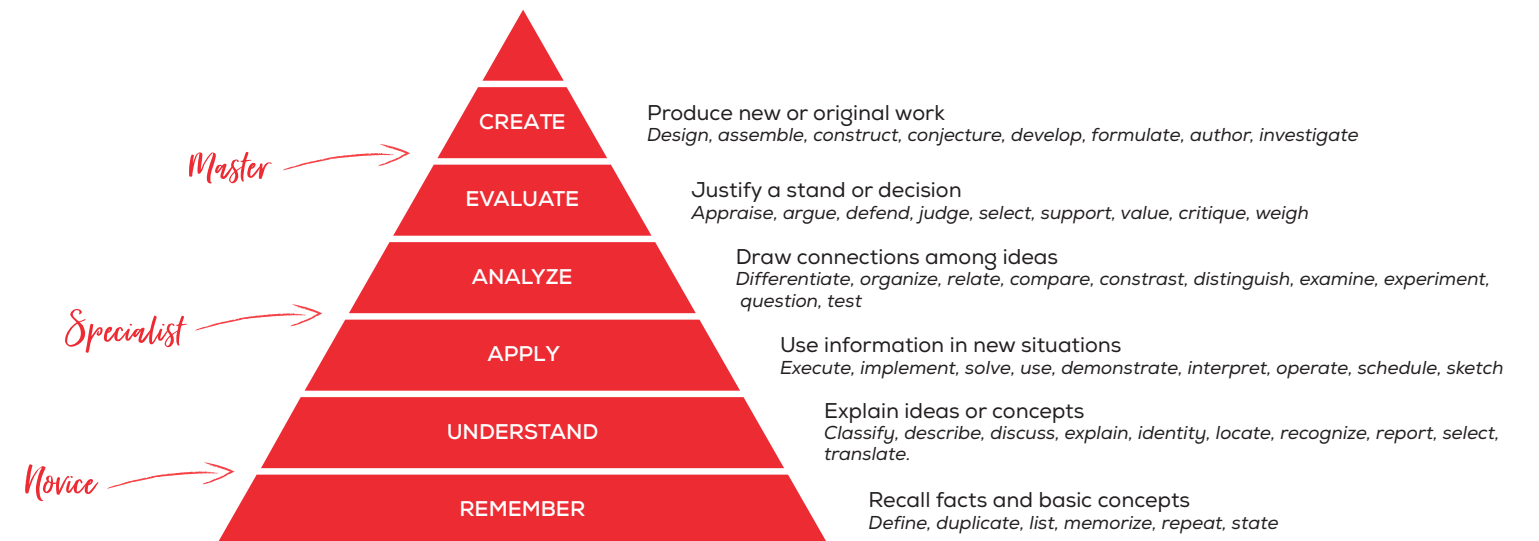 CREATE
Produce new or original work
Design, assemble, construct, conjecture, develop, formulate, author, investigate
Master
EVALUATE
Justify a stand or decision
Appraise, argue, defend, judge, select, support, value, critique, weigh
ANALYZE
Draw connections among ideas
Differentiate, organize, relate, compare, constrast, distinguish, examine, experiment,
question, test
Specialist
APPLY
Use information in new situations
Execute, implement, solve, use, demonstrate, interpret, operate, schedule, sketch
UNDERSTAND
Explain ideas or concepts
Classify, describe, discuss, explain, identity, locate, recognize, report, select,
translate.
Novice
REMEMBER
Recall facts and basic concepts
Define, duplicate, list, memorize, repeat, state